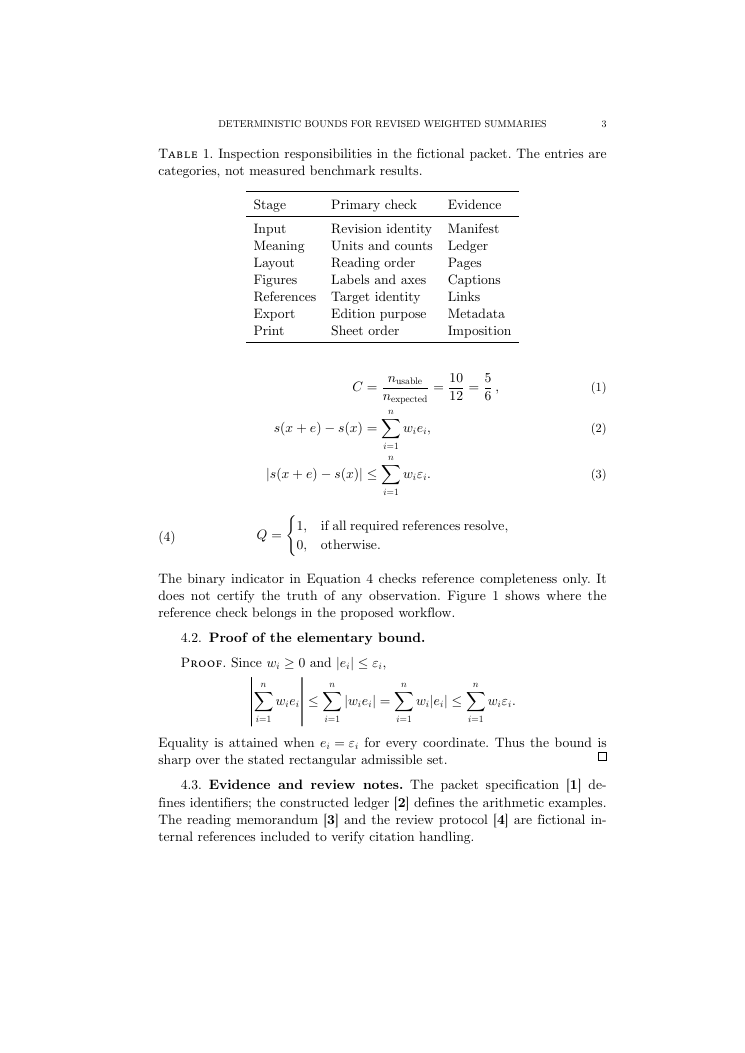 DETERMINISTIC BOUNDS FOR REVISED WEIGHTED SUMMARIES 3
Table 1. Inspection responsibilities in the fictional packet. The entries are
categories, not measured benchmark results.
Stage Primary check Evidence
Input Revision identity Manifest
Meaning Units and counts Ledger
Layout Reading order Pages
Figures Labels and axes Captions
References Target identity Links
Export Edition purpose Metadata
Print Sheet order Imposition
C = n_usable / n_expected = 10/12 = 5/6 , (1)
s(x + e) − s(x) = ∑_{i=1}^{n} w_i e_i, (2)
|s(x + e) − s(x)| ≤ ∑_{i=1}^{n} w_i ε_i. (3)
(4) Q = { 1, if all required references resolve,
0, otherwise.
The binary indicator in Equation 4 checks reference completeness only. It
does not certify the truth of any observation. Figure 1 shows where the
reference check belongs in the proposed workflow.
4.2. Proof of the elementary bound.
Proof. Since w_i ≥ 0 and |e_i| ≤ ε_i,
|∑_{i=1}^{n} w_i e_i| ≤ ∑_{i=1}^{n} |w_i e_i| = ∑_{i=1}^{n} w_i |e_i| ≤ ∑_{i=1}^{n} w_i ε_i.
Equality is attained when e_i = ε_i for every coordinate. Thus the bound is
sharp over the stated rectangular admissible set. □
4.3. Evidence and review notes. The packet specification [1] de-
fines identifiers; the constructed ledger [2] defines the arithmetic examples.
The reading memorandum [3] and the review protocol [4] are fictional in-
ternal references included to verify citation handling.